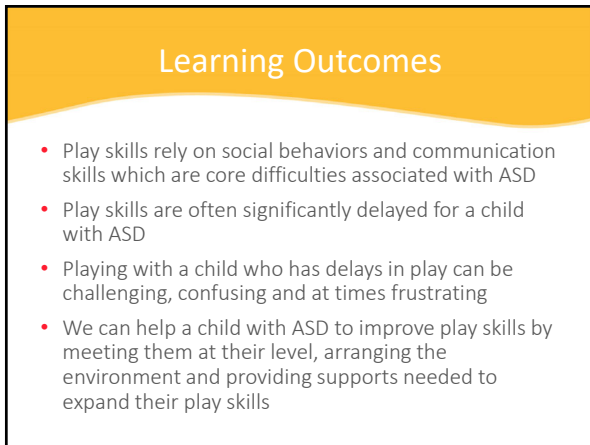 Learning Outcomes
• Play skills rely on social behaviors and communication
skills which are core difficulties associated with ASD
• Play skills are often significantly delayed for a child
with ASD
• Playing with a child who has delays in play can be
challenging, confusing and at times frustrating
• We can help a child with ASD to improve play skills by
meeting them at their level, arranging the
environment and providing supports needed to
expand their play skills